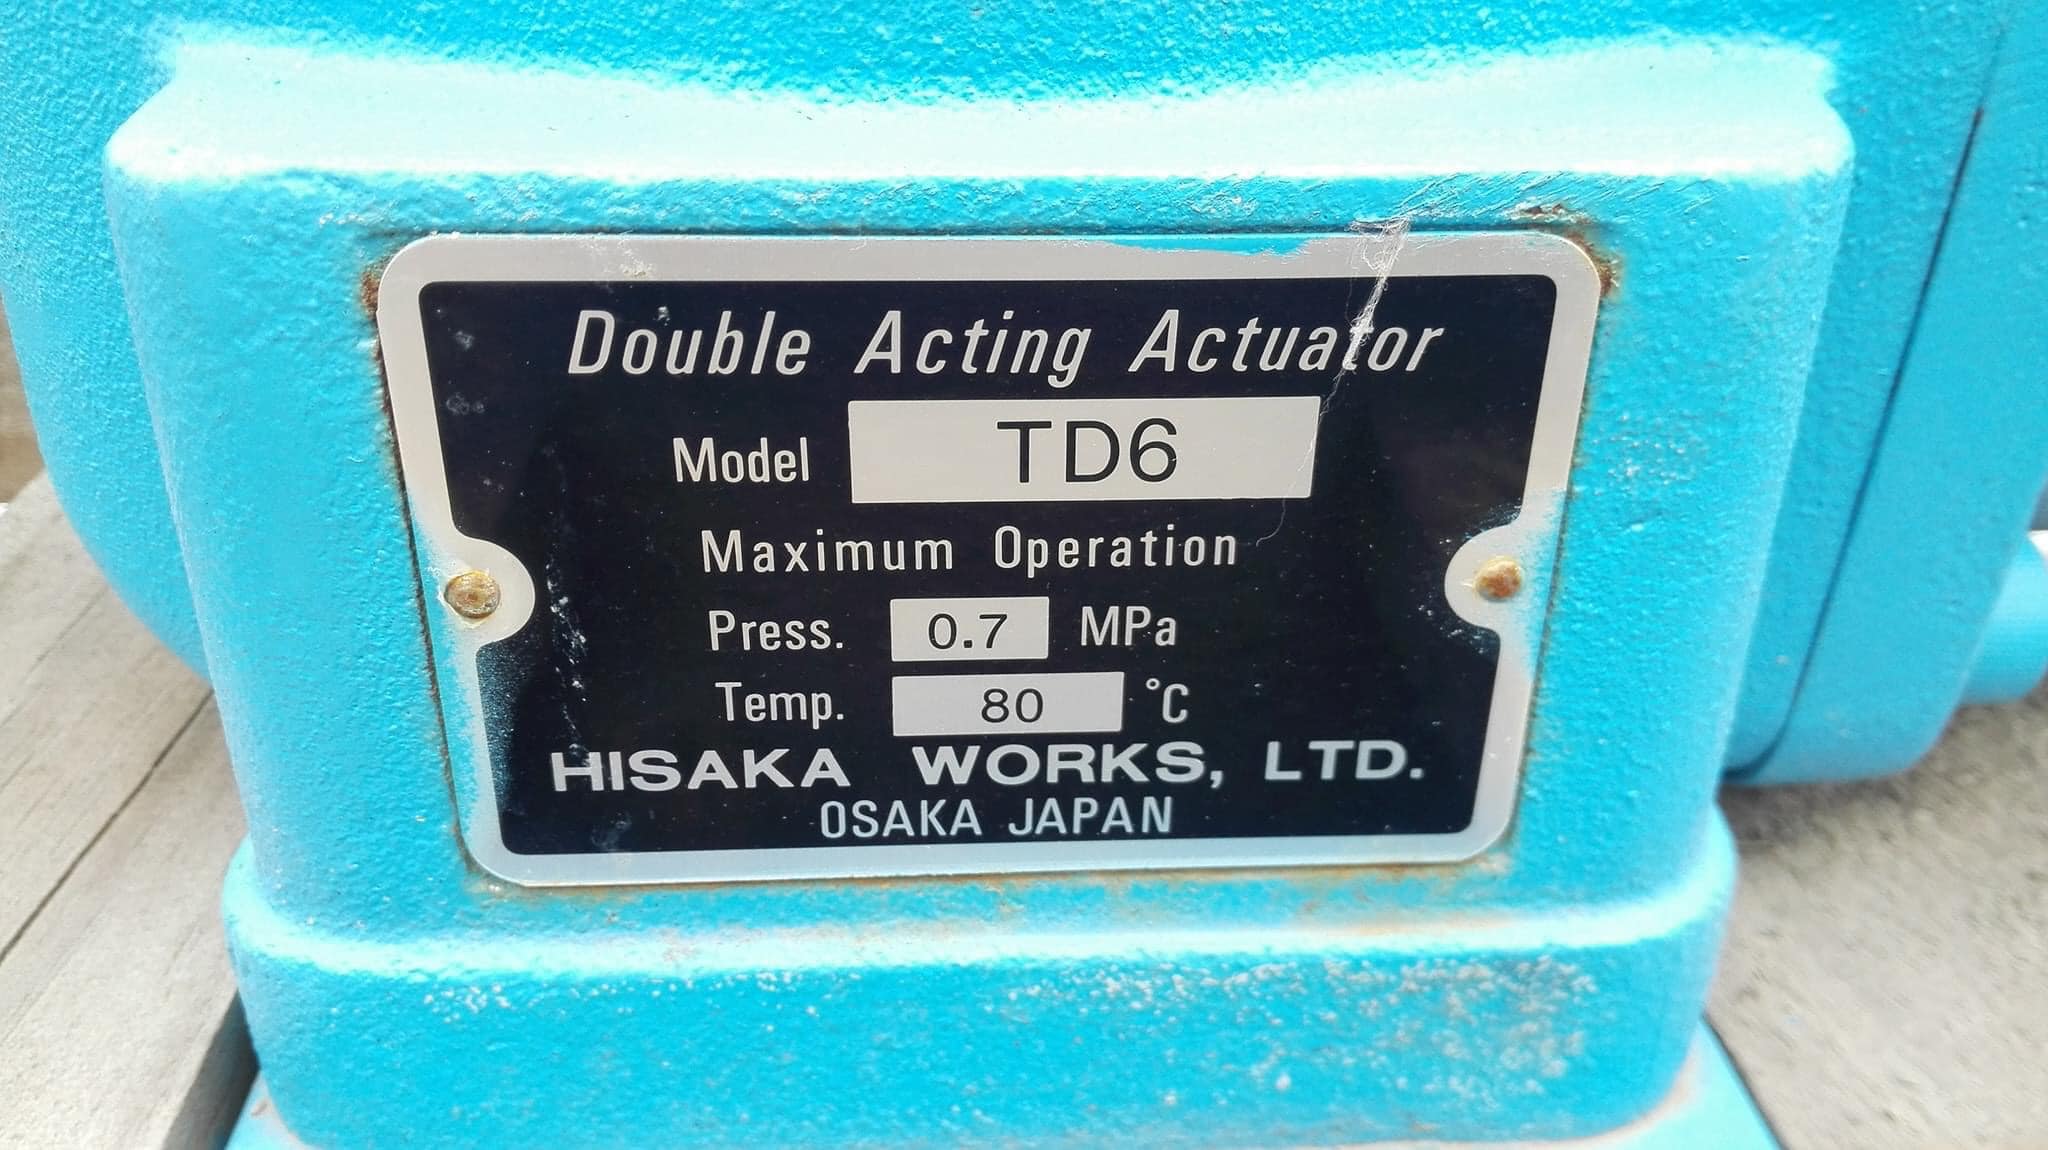 Double Acting Actuator
Model TD6
Maximum Operation
Press. 0.7 MPa
Temp. 80 °C
HISAKA WORKS, LTD.
OSAKA JAPAN